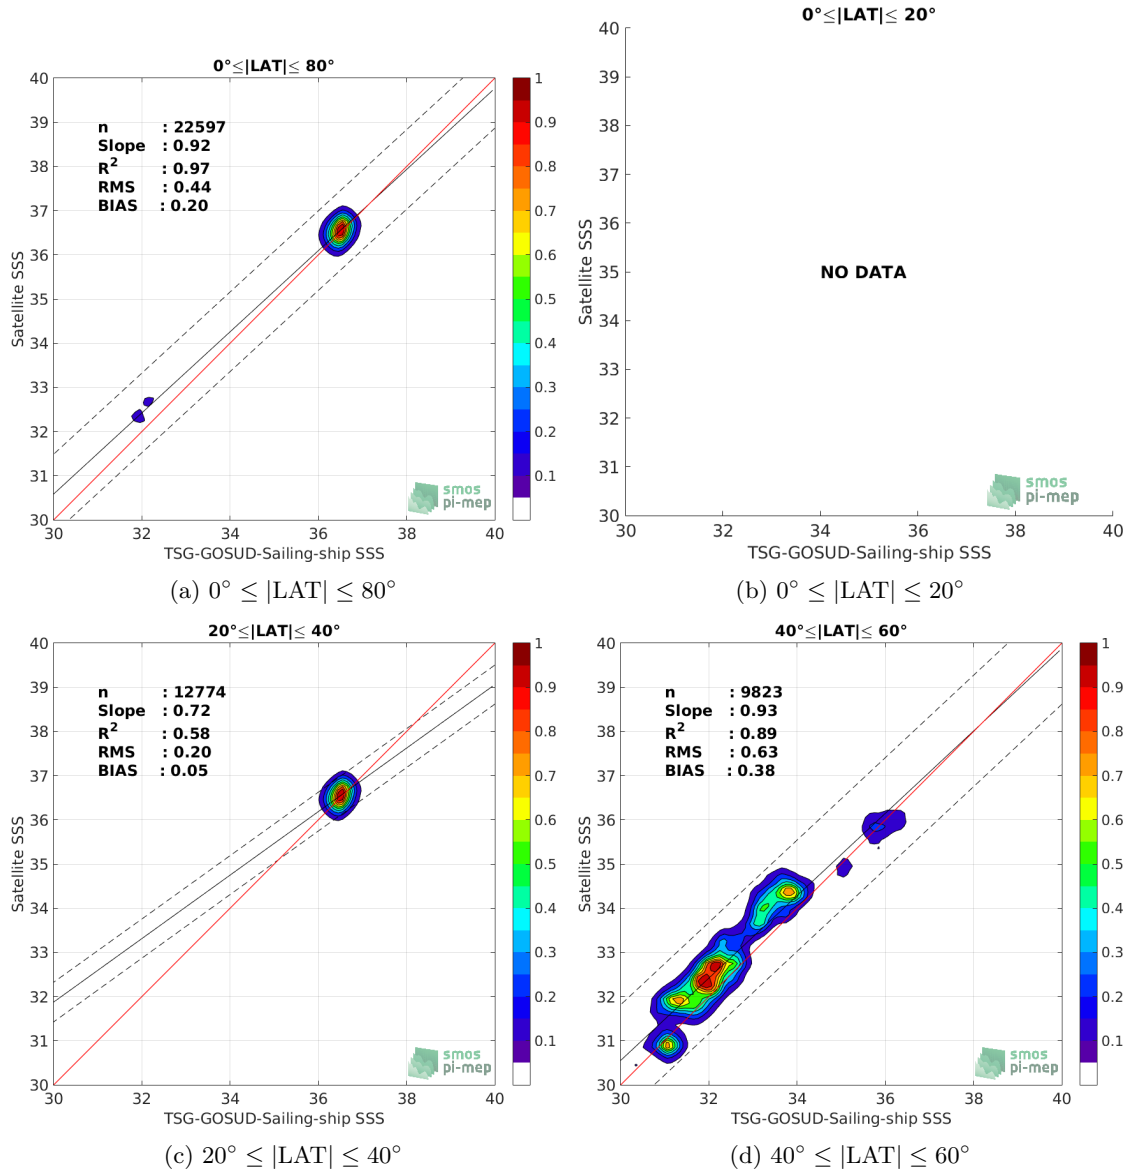 0°≤|LAT|≤ 80°
40
39
38
37
36
35
34
33
32
31
30
n : 22597
Slope : 0.92
R² : 0.97
RMS : 0.44
BIAS : 0.20
1
0.9
0.8
0.7
0.6
0.5
0.4
0.3
0.2
0.1
Satellite SSS
smos
pi-mep
30 32 34 36 38 40
TSG-GOSUD-Sailing-ship SSS
(a) 0° ≤ |LAT| ≤ 80°
0°≤|LAT|≤ 20°
40
39
38
37
36
35
34
33
32
31
30
Satellite SSS
NO DATA
smos
pi-mep
30 32 34 36 38 40
TSG-GOSUD-Sailing-ship SSS
(b) 0° ≤ |LAT| ≤ 20°
20°≤|LAT|≤ 40°
40
39
38
37
36
35
34
33
32
31
30
n : 12774
Slope : 0.72
R² : 0.58
RMS : 0.20
BIAS : 0.05
1
0.9
0.8
0.7
0.6
0.5
0.4
0.3
0.2
0.1
Satellite SSS
smos
pi-mep
30 32 34 36 38 40
TSG-GOSUD-Sailing-ship SSS
(c) 20° ≤ |LAT| ≤ 40°
40°≤|LAT|≤ 60°
40
39
38
37
36
35
34
33
32
31
30
n : 9823
Slope : 0.93
R² : 0.89
RMS : 0.63
BIAS : 0.38
1
0.9
0.8
0.7
0.6
0.5
0.4
0.3
0.2
0.1
Satellite SSS
smos
pi-mep
30 32 34 36 38 40
TSG-GOSUD-Sailing-ship SSS
(d) 40° ≤ |LAT| ≤ 60°